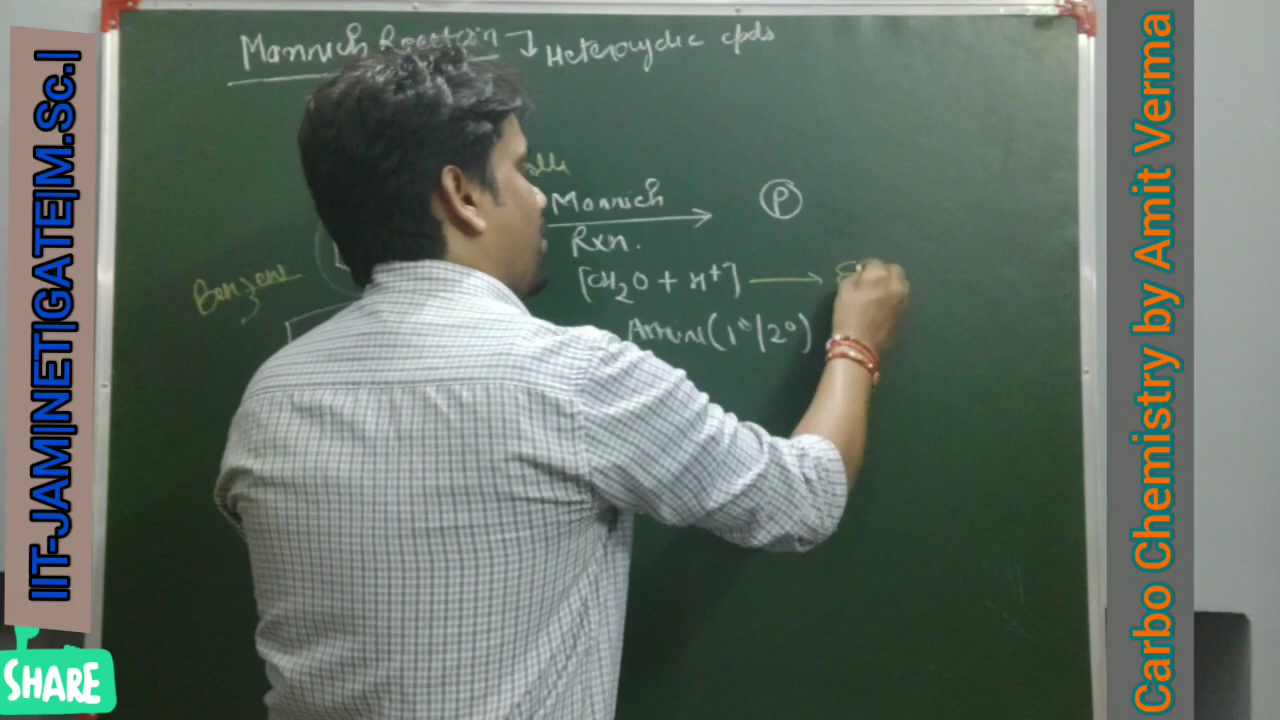 IIT-JAM|NET|GATE|M.Sc.|
SHARE
Mannich Reaction → Heterocyclic cpds
Mannich
Rxn.
P
[CH2O + H+] →
Amine (1°/2°)
Benzene
Carbo Chemistry by Amit Verma